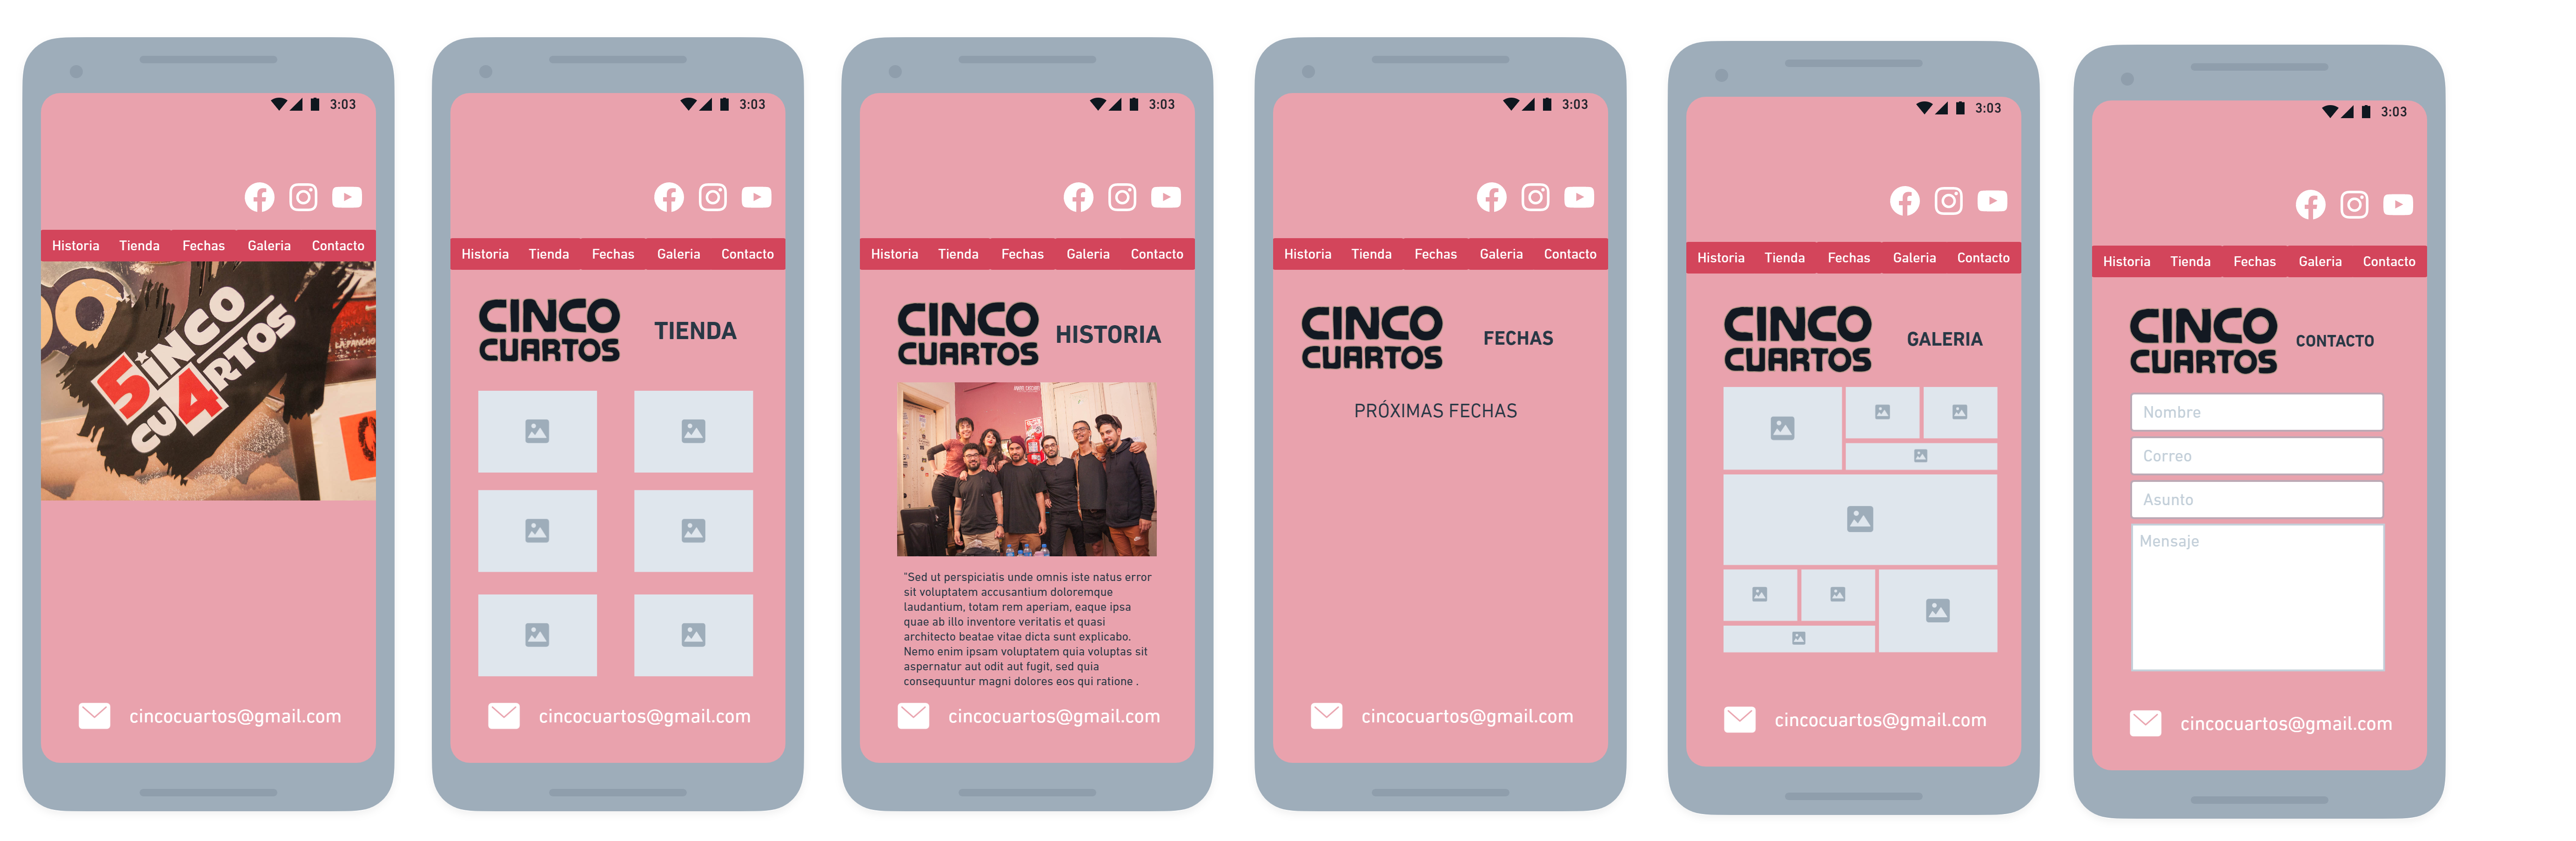 3:03
Historia Tienda Fechas Galeria Contacto
5iNCO
CU4RTOS
cincocuartos@gmail.com
3:03
Historia Tienda Fechas Galeria Contacto
CINCO
CUARTOS
TIENDA
cincocuartos@gmail.com
3:03
Historia Tienda Fechas Galeria Contacto
CINCO
CUARTOS
HISTORIA
"Sed ut perspiciatis unde omnis iste natus error
sit voluptatem accusantium doloremque
laudantium, totam rem aperiam, eaque ipsa
quae ab illo inventore veritatis et quasi
architecto beatae vitae dicta sunt explicabo.
Nemo enim ipsam voluptatem quia voluptas sit
aspernatur aut odit aut fugit, sed quia
consequuntur magni dolores eos qui ratione .
cincocuartos@gmail.com
3:03
Historia Tienda Fechas Galeria Contacto
CINCO
CUARTOS
FECHAS
PRÓXIMAS FECHAS
cincocuartos@gmail.com
3:03
Historia Tienda Fechas Galeria Contacto
CINCO
CUARTOS
GALERIA
cincocuartos@gmail.com
3:03
Historia Tienda Fechas Galeria Contacto
CINCO
CUARTOS
CONTACTO
Nombre
Correo
Asunto
Mensaje
cincocuartos@gmail.com